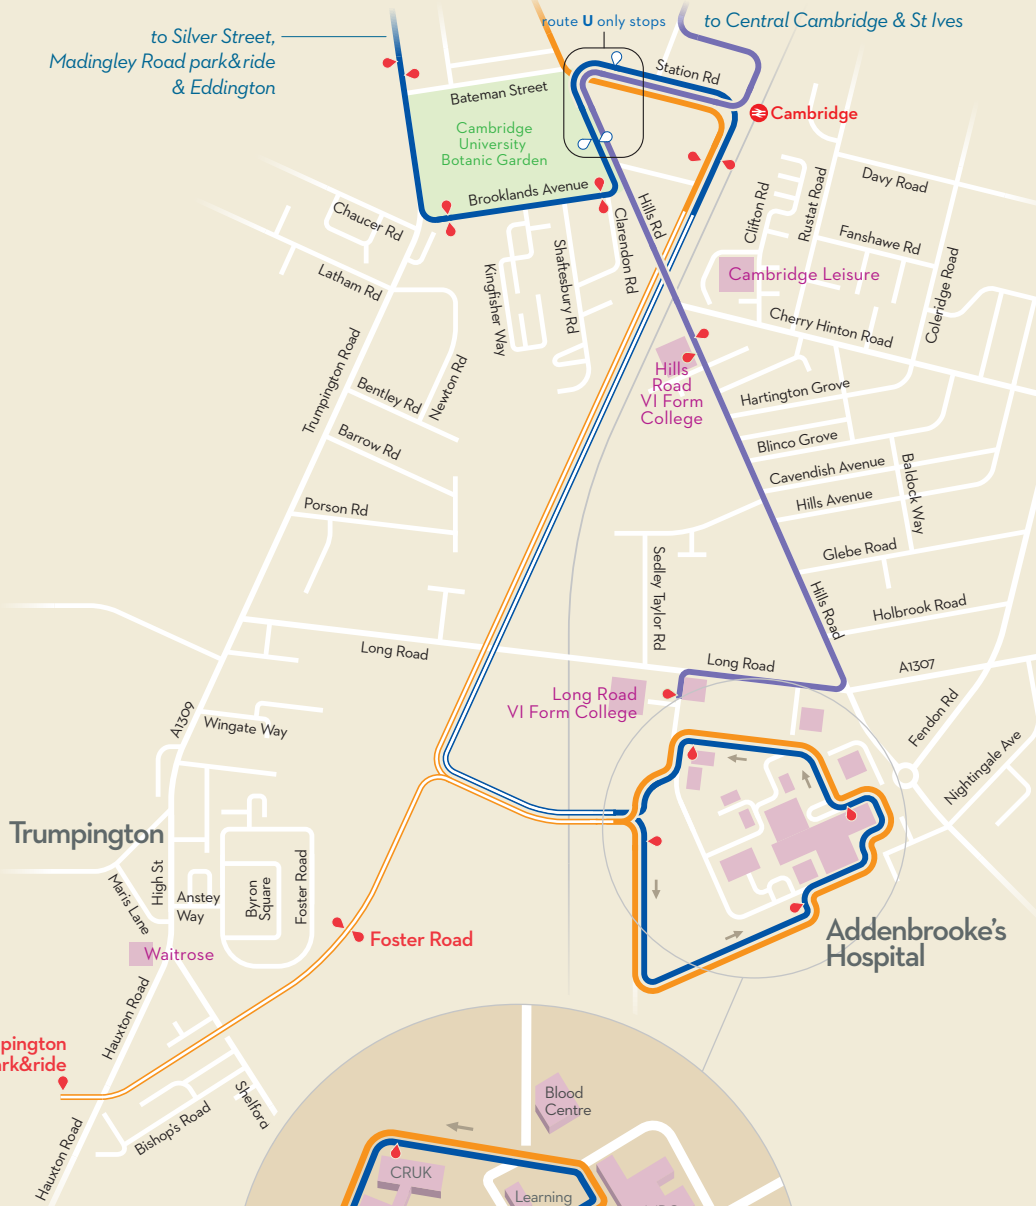 route U only stops
to Central Cambridge & St Ives
to Silver Street,
Madingley Road park&ride
& Eddington
Station Rd
Bateman Street
Cambridge
Cambridge
University
Botanic Garden
Brooklands Avenue
Davy Road
Clifton Rd
Rustat Road
Chaucer Rd
Hills Rd
Clarendon Rd
Fanshawe Rd
Latham Rd
Kingfisher Way
Shaftesbury Rd
Cambridge Leisure
Coleridge Road
Cherry Hinton Road
Trumpington Road
Hills
Road
VI Form
College
Bentley Rd
Newton Rd
Hartington Grove
Barrow Rd
Blinco Grove
Cavendish Avenue
Baldock Way
Hills Avenue
Porson Rd
Glebe Road
Sedley Taylor Rd
Hills Road
Holbrook Road
Long Road
Long Road
A1307
Long Road
VI Form College
A1309
Wingate Way
Fendon Rd
Nightingale Ave
Trumpington
High St
Maris Lane
Anstey
Way
Byron
Square
Foster Road
Waitrose
Foster Road
Addenbrooke's
Hospital
Hauxton Road
pington
rk&ride
Shelford
Bishop's Road
Hauxton Road
Blood
Centre
CRUK
Learning